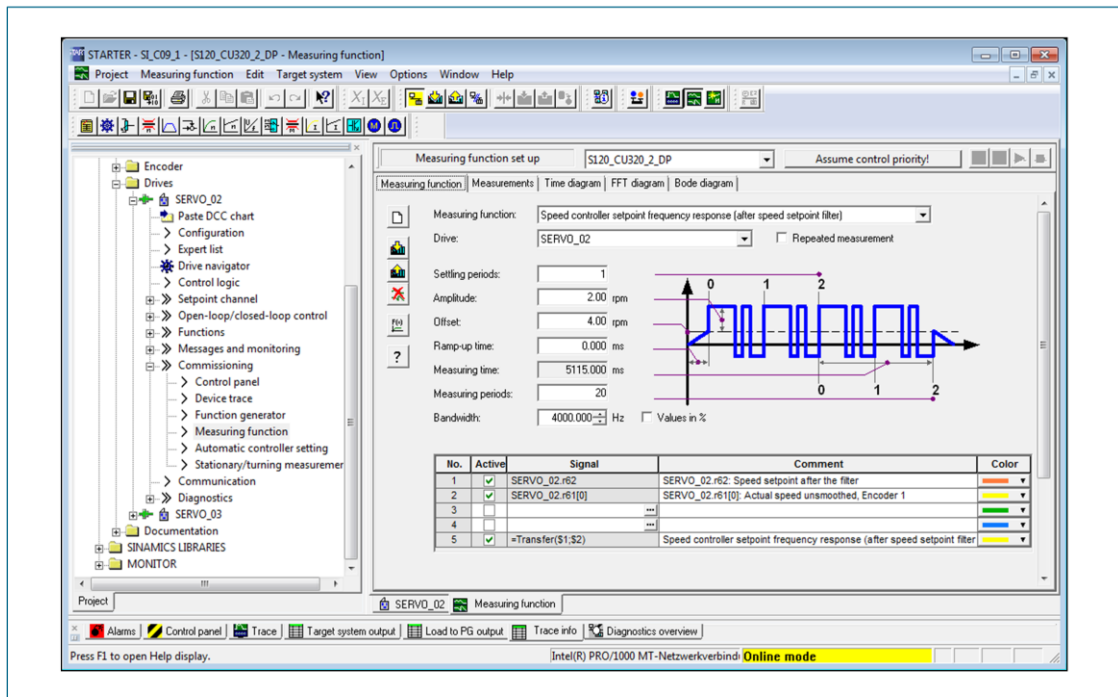 STARTER - SI_C09_1 - [S120_CU320_2_DP - Measuring function]
Project Measuring function Edit Target system View Options Window Help
Encoder
Drives
SERVO_02
Paste DCC chart
Configuration
Expert list
Drive navigator
Control logic
Setpoint channel
Open-loop/closed-loop control
Functions
Messages and monitoring
Commissioning
Control panel
Device trace
Function generator
Measuring function
Automatic controller setting
Stationary/turning measuremer
Communication
Diagnostics
SERVO_03
Documentation
SINAMICS LIBRARIES
MONITOR
Project
Measuring function set up S120_CU320_2_DP Assume control priority!
Measuring function Measurements Time diagram FFT diagram Bode diagram
Measuring function: Speed controller setpoint frequency response (after speed setpoint filter)
Drive: SERVO_02 Repeated measurement
Settling periods: 1
Amplitude: 2.00 rpm
Offset: 4.00 rpm
Ramp-up time: 0.000 ms
Measuring time: 5115.000 ms
Measuring periods: 20
Bandwidth: 4000.000 Hz Values in %
0 1 2
0 1 2
No. Active Signal Comment Color
1 SERVO_02.r62 SERVO_02.r62: Speed setpoint after the filter
2 SERVO_02.r61[0] SERVO_02.r61[0]: Actual speed unsmoothed, Encoder 1
3 ...
4 ...
5 =Transfer($1;$2) Speed controller setpoint frequency response (after speed setpoint filter
SERVO_02 Measuring function
Alarms Control panel Trace Target system output Load to PG output Trace info Diagnostics overview
Press F1 to open Help display. Intel(R) PRO/1000 MT-Netzwerkverbind Online mode